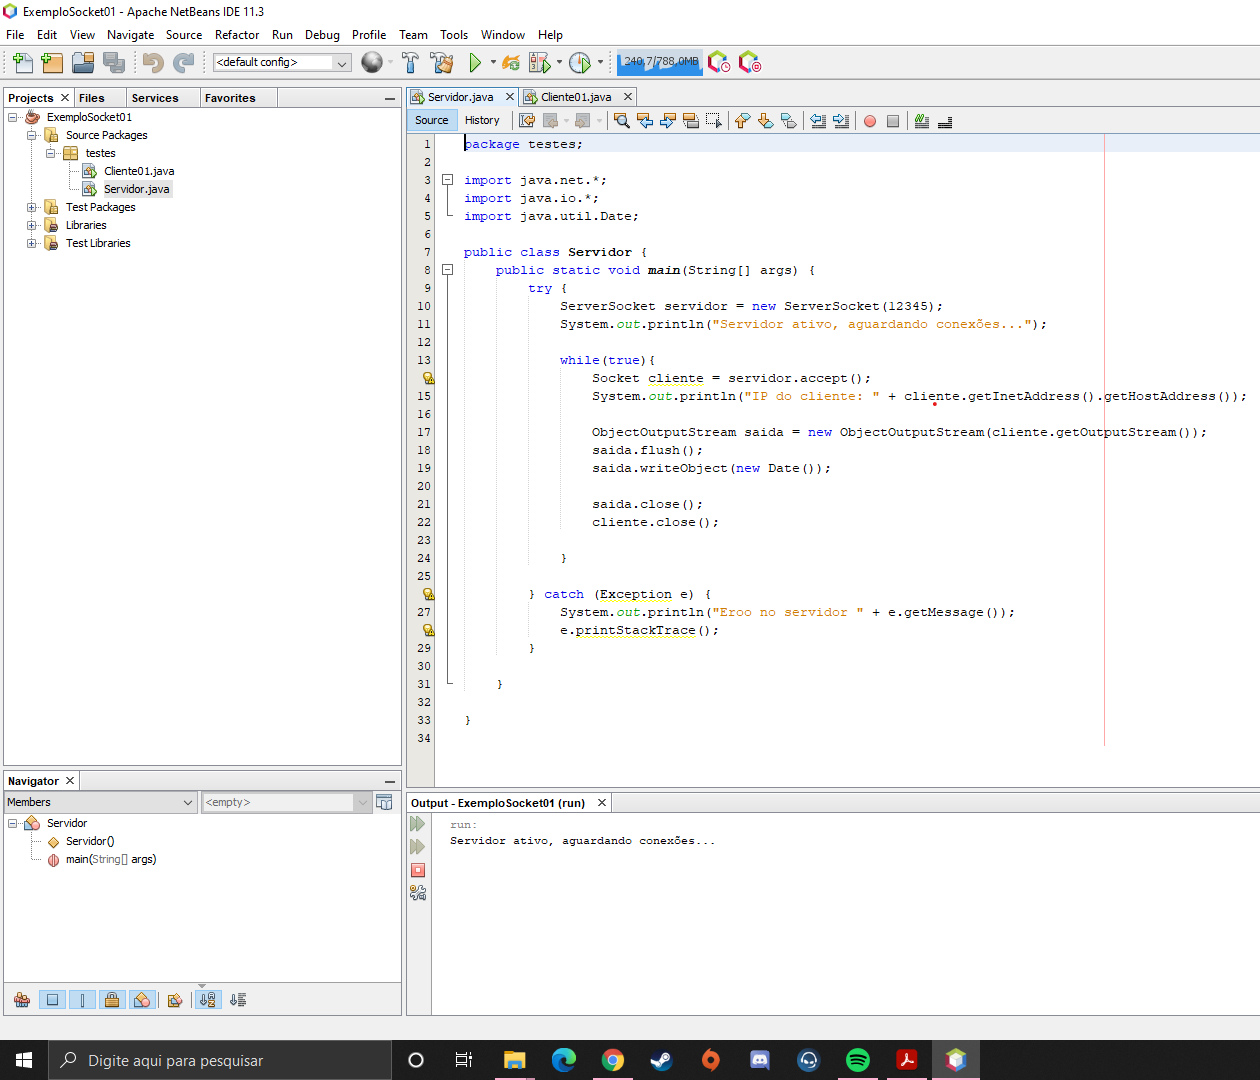 ExemploSocket01 - Apache NetBeans IDE 11.3
File Edit View Navigate Source Refactor Run Debug Profile Team Tools Window Help
<default config> 240,7/788,0MB
Projects Files Services Favorites
ExemploSocket01
Source Packages
testes
Cliente01.java
Servidor.java
Test Packages
Libraries
Test Libraries
Servidor.java Cliente01.java
Source History
1 package testes;
2
3 import java.net.*;
4 import java.io.*;
5 import java.util.Date;
6
7 public class Servidor {
8 public static void main(String[] args) {
9 try {
10 ServerSocket servidor = new ServerSocket(12345);
11 System.out.println("Servidor ativo, aguardando conexões...");
12
13 while(true){
Socket cliente = servidor.accept();
15 System.out.println("IP do cliente: " + cliente.getInetAddress().getHostAddress());
16
17 ObjectOutputStream saida = new ObjectOutputStream(cliente.getOutputStream());
18 saida.flush();
19 saida.writeObject(new Date());
20
21 saida.close();
22 cliente.close();
23
24 }
25
} catch (Exception e) {
27 System.out.println("Eroo no servidor " + e.getMessage());
e.printStackTrace();
29 }
30
31 }
32
33 }
34
Navigator
Members <empty>
Servidor
Servidor()
main(String[] args)
Output - ExemploSocket01 (run)
run:
Servidor ativo, aguardando conexões...
Digite aqui para pesquisar